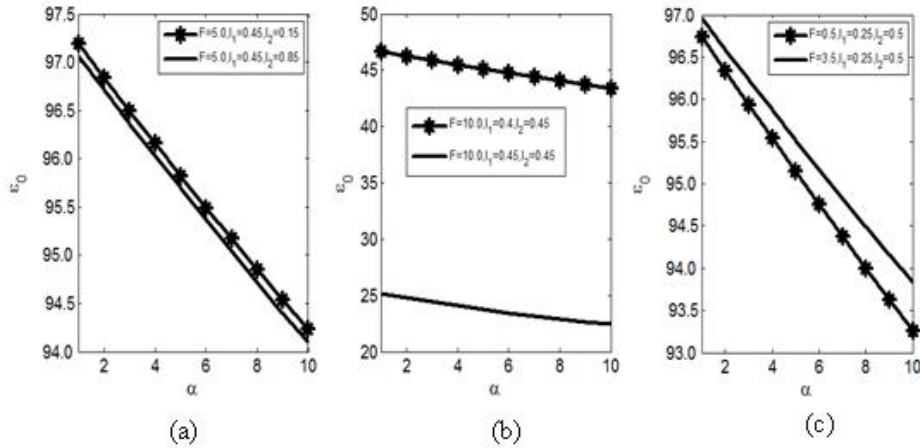 97.5
97.0
96.5
96.0
95.5
95.0
94.5
94.0
ε0
2 4 6 8 10
α
F=5.0,l1=0.45,l2=0.15
F=5.0,l1=0.45,l2=0.85
(a)
50
45
40
35
30
25
20
ε0
2 4 6 8 10
α
F=10.0,l1=0.4,l2=0.45
F=10.0,l1=0.45,l2=0.45
(b)
97.0
96.5
96.0
95.5
95.0
94.5
94.0
93.5
93.0
ε0
2 4 6 8 10
α
F=0.5,l1=0.25,l2=0.5
F=3.5,l1=0.25,l2=0.5
(c)